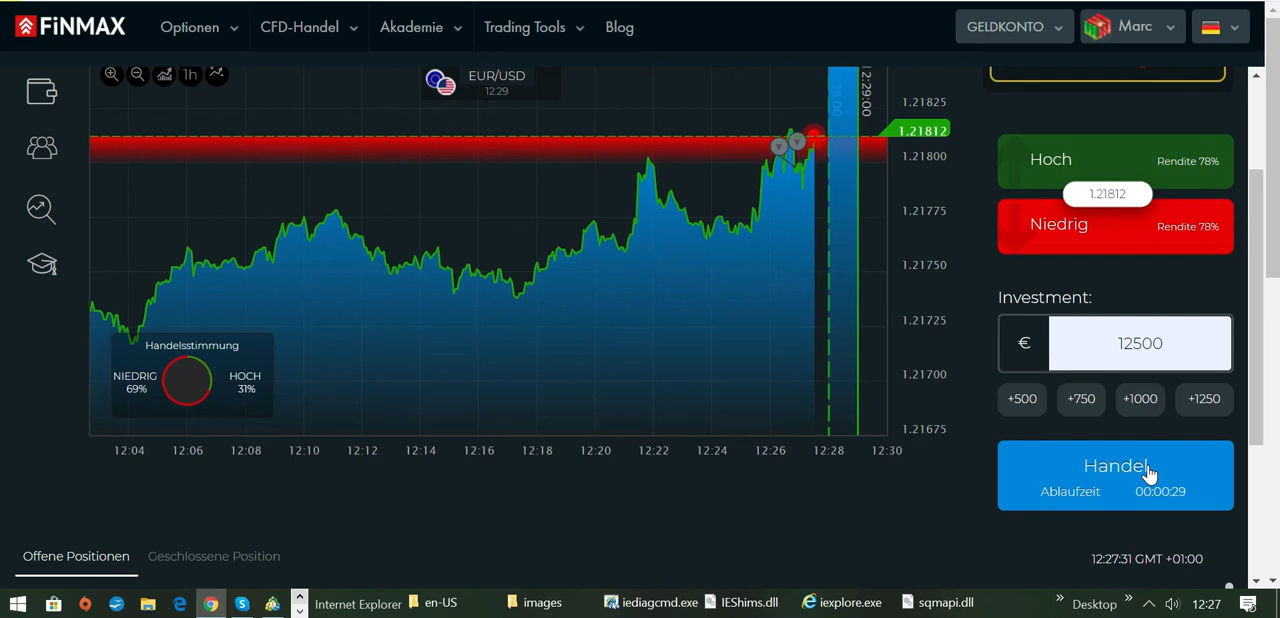 FiNMAX Optionen CFD-Handel Akademie Trading Tools Blog GELDKONTO Marc
1h
EUR/USD
12:29
12:29:00
1.21825
1.21812
1.21800
1.21775
1.21750
1.21725
1.21700
1.21675
Handelsstimmung
NIEDRIG HOCH
69% 31%
12:04 12:06 12:08 12:10 12:12 12:14 12:16 12:18 12:20 12:22 12:24 12:26 12:28 12:30
Hoch Rendite 78%
1.21812
Niedrig Rendite 78%
Investment:
€ 12500
+500 +750 +1000 +1250
Handel
Ablaufzeit 00:00:29
Offene Positionen Geschlossene Position
12:27:31 GMT +01:00
Internet Explorer en-US images iediagcmd.exe IEShims.dll iexplore.exe sqmapi.dll » Desktop » 12:27